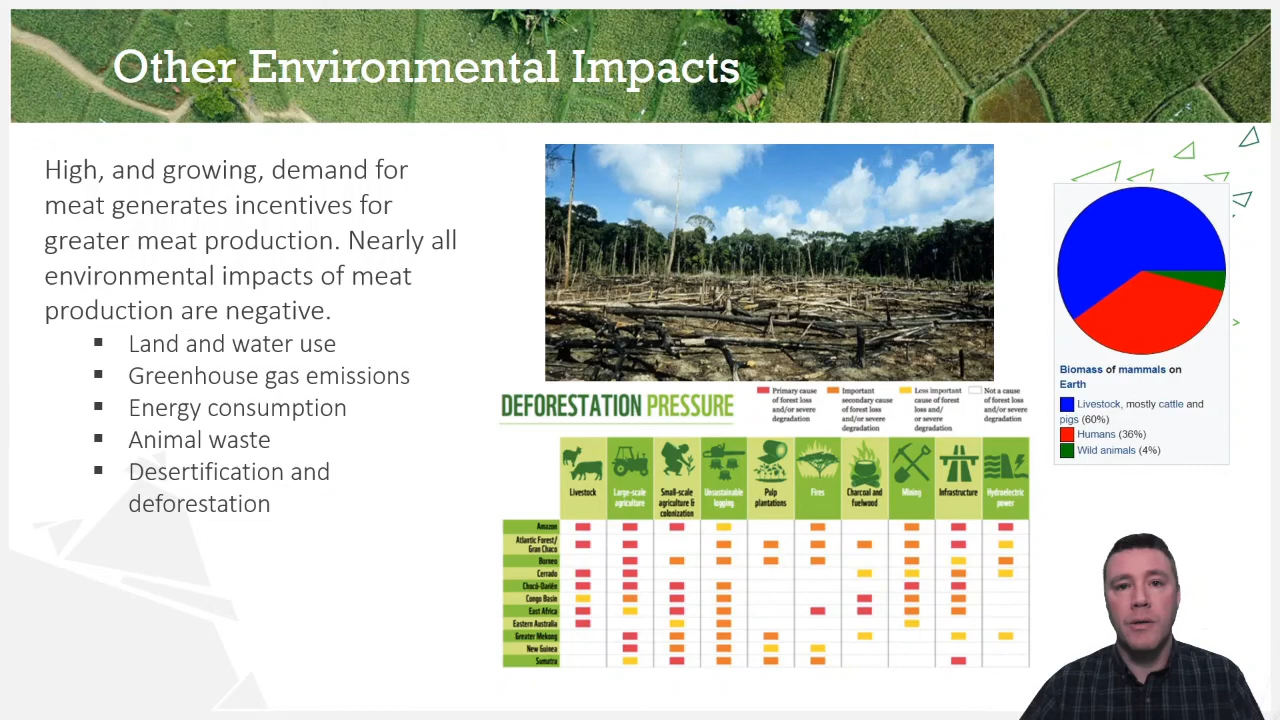 Other Environmental Impacts
High, and growing, demand for
meat generates incentives for
greater meat production. Nearly all
environmental impacts of meat
production are negative.
Land and water use
Greenhouse gas emissions
Energy consumption
Animal waste
Desertification and
deforestation
DEFORESTATION PRESSURE
Primary cause
of forest loss
and/or severe
degradation
Important
secondary cause
of forest loss
and/or severe
degradation
Less important
cause of forest
loss and/
or severe
degradation
Not a cause
of forest loss
and/or severe
degradation
Livestock
Large-scale
agriculture
Small-scale
agriculture &
colonization
Unsustainable
logging
Pulp
plantations
Fires
Charcoal and
fuelwood
Mining
Infrastructure
Hydroelectric
power
Amazon
Atlantic Forest/
Gran Chaco
Borneo
Cerrado
Chocó-Darién
Congo Basin
East Africa
Eastern Australia
Greater Mekong
New Guinea
Sumatra
Biomass of mammals on
Earth
Livestock, mostly cattle and
pigs (60%)
Humans (36%)
Wild animals (4%)